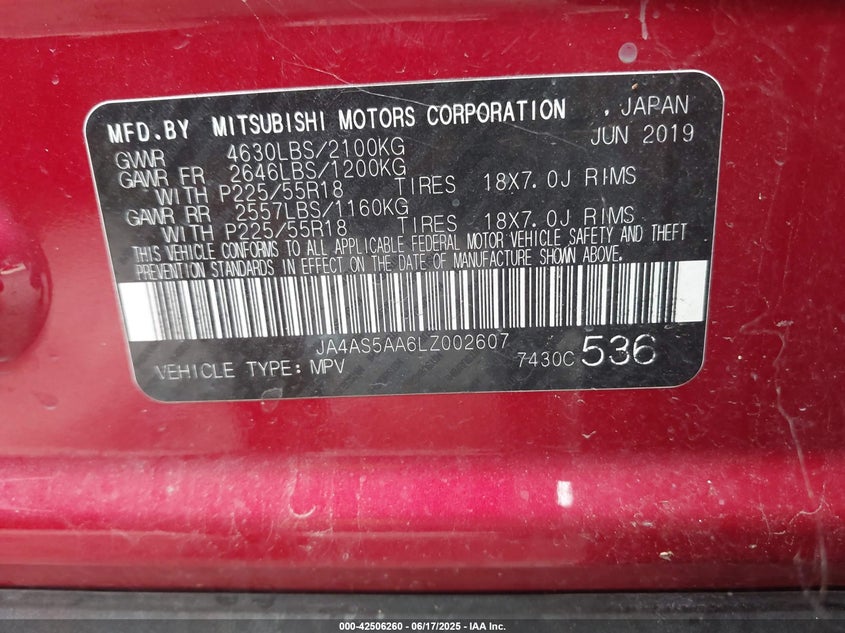 MFD.BY MITSUBISHI MOTORS CORPORATION , JAPAN
JUN 2019
GVWR 4630LBS/2100KG
GAWR FR 2646LBS/1200KG
WITH P225/55R18 TIRES 18X7.0J RIMS
GAWR RR 2557LBS/1160KG
WITH P225/55R18 TIRES 18X7.0J RIMS
THIS VEHICLE CONFORMS TO ALL APPLICABLE FEDERAL MOTOR VEHICLE SAFETY AND THEFT
PREVENTION STANDARDS IN EFFECT ON THE DATE OF MANUFACTURE SHOWN ABOVE.
JA4AS5AA6LZ002607
VEHICLE TYPE: MPV 7430C 536
000-42506260 - 06/17/2025 - IAA Inc.